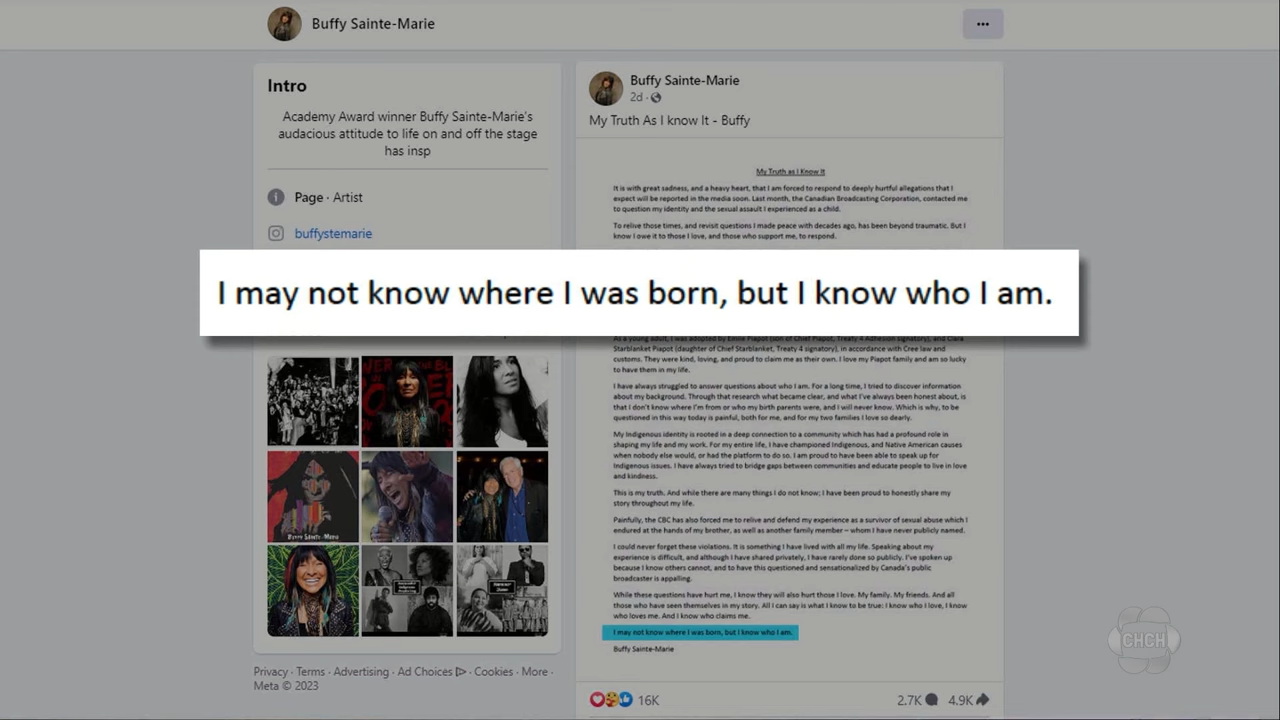 Buffy Sainte-Marie
Intro
Academy Award winner Buffy Sainte-Marie's
audacious attitude to life on and off the stage
has insp
Page · Artist
buffystemarie
Privacy · Terms · Advertising · Ad Choices · Cookies · More ·
Meta © 2023
Buffy Sainte-Marie
2d ·
My Truth As I know It - Buffy
My Truth as I Know It
It is with great sadness, and a heavy heart, that I am forced to respond to deeply hurtful allegations that I
expect will be reported in the media soon. Last month, the Canadian Broadcasting Corporation, contacted me
to question my identity and the sexual assault I experienced as a child.
To relive those times, and revisit questions I made peace with decades ago, has been beyond traumatic. But I
know I owe it to those I love, and those who support me, to respond.
I may not know where I was born, but I know who I am.
As a young adult, I was adopted by Emile Piapot (son of Chief Piapot, Treaty 4 Adhesion signatory), and Clara
Starblanket Piapot (daughter of Chief Starblanket, Treaty 4 signatory), in accordance with Cree law and
customs. They were kind, loving, and proud to claim me as their own. I love my Piapot family and am so lucky
to have them in my life.
I have always struggled to answer questions about who I am. For a long time, I tried to discover information
about my background. Through that research what became clear, and what I've always been honest about, is
that I don't know where I'm from or who my birth parents were, and I will never know. Which is why, to be
questioned in this way today is painful, both for me, and for my two families I love so dearly.
My Indigenous identity is rooted in a deep connection to a community which has had a profound role in
shaping my life and my work. For my entire life, I have championed Indigenous, and Native American causes
when nobody else would, or had the platform to do so. I am proud to have been able to speak up for
Indigenous issues. I have always tried to bridge gaps between communities and educate people to live in love
and kindness.
This is my truth. And while there are many things I do not know; I have been proud to honestly share my
story throughout my life.
Painfully, the CBC has also forced me to relive and defend my experience as a survivor of sexual abuse which I
endured at the hands of my brother, as well as another family member – whom I have never publicly named.
I could never forget these violations. It is something I have lived with all my life. Speaking about my
experience is difficult, and although I have shared privately, I have rarely done so publicly. I've spoken up
because I know others cannot, and to have this questioned and sensationalized by Canada's public
broadcaster is appalling.
While these questions have hurt me, I know they will also hurt those I love. My family. My friends. And all
those who have seen themselves in my story. All I can say is what I know to be true: I know who I love, I know
who loves me. And I know who claims me.
I may not know where I was born, but I know who I am.
Buffy Sainte-Marie
16K
2.7K
4.9K
CHCH